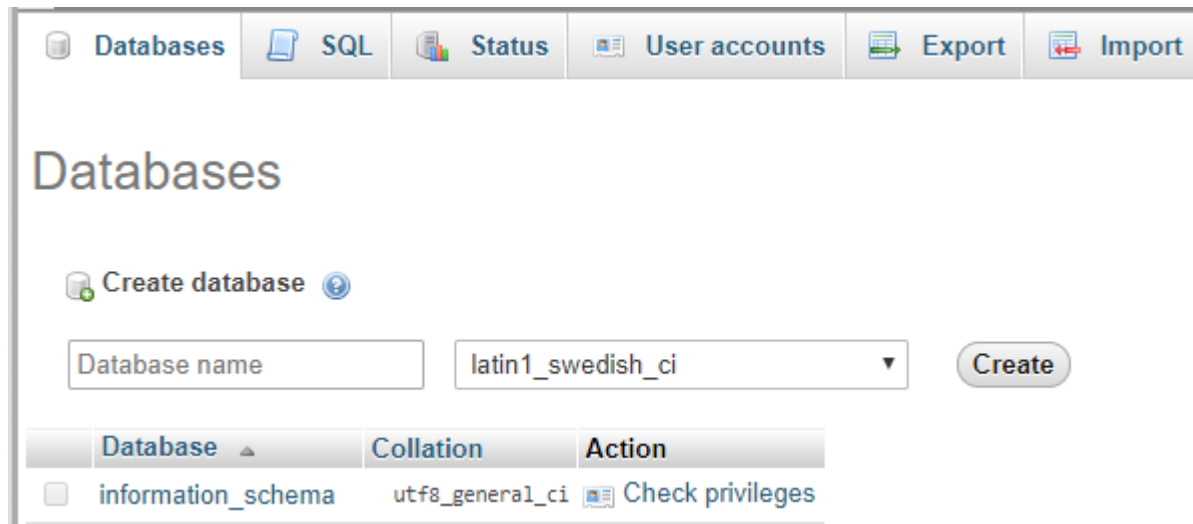 Databases SQL Status User accounts Export Import
Databases
Create database
Database name latin1_swedish_ci Create
Database Collation Action
information_schema utf8_general_ci Check privileges